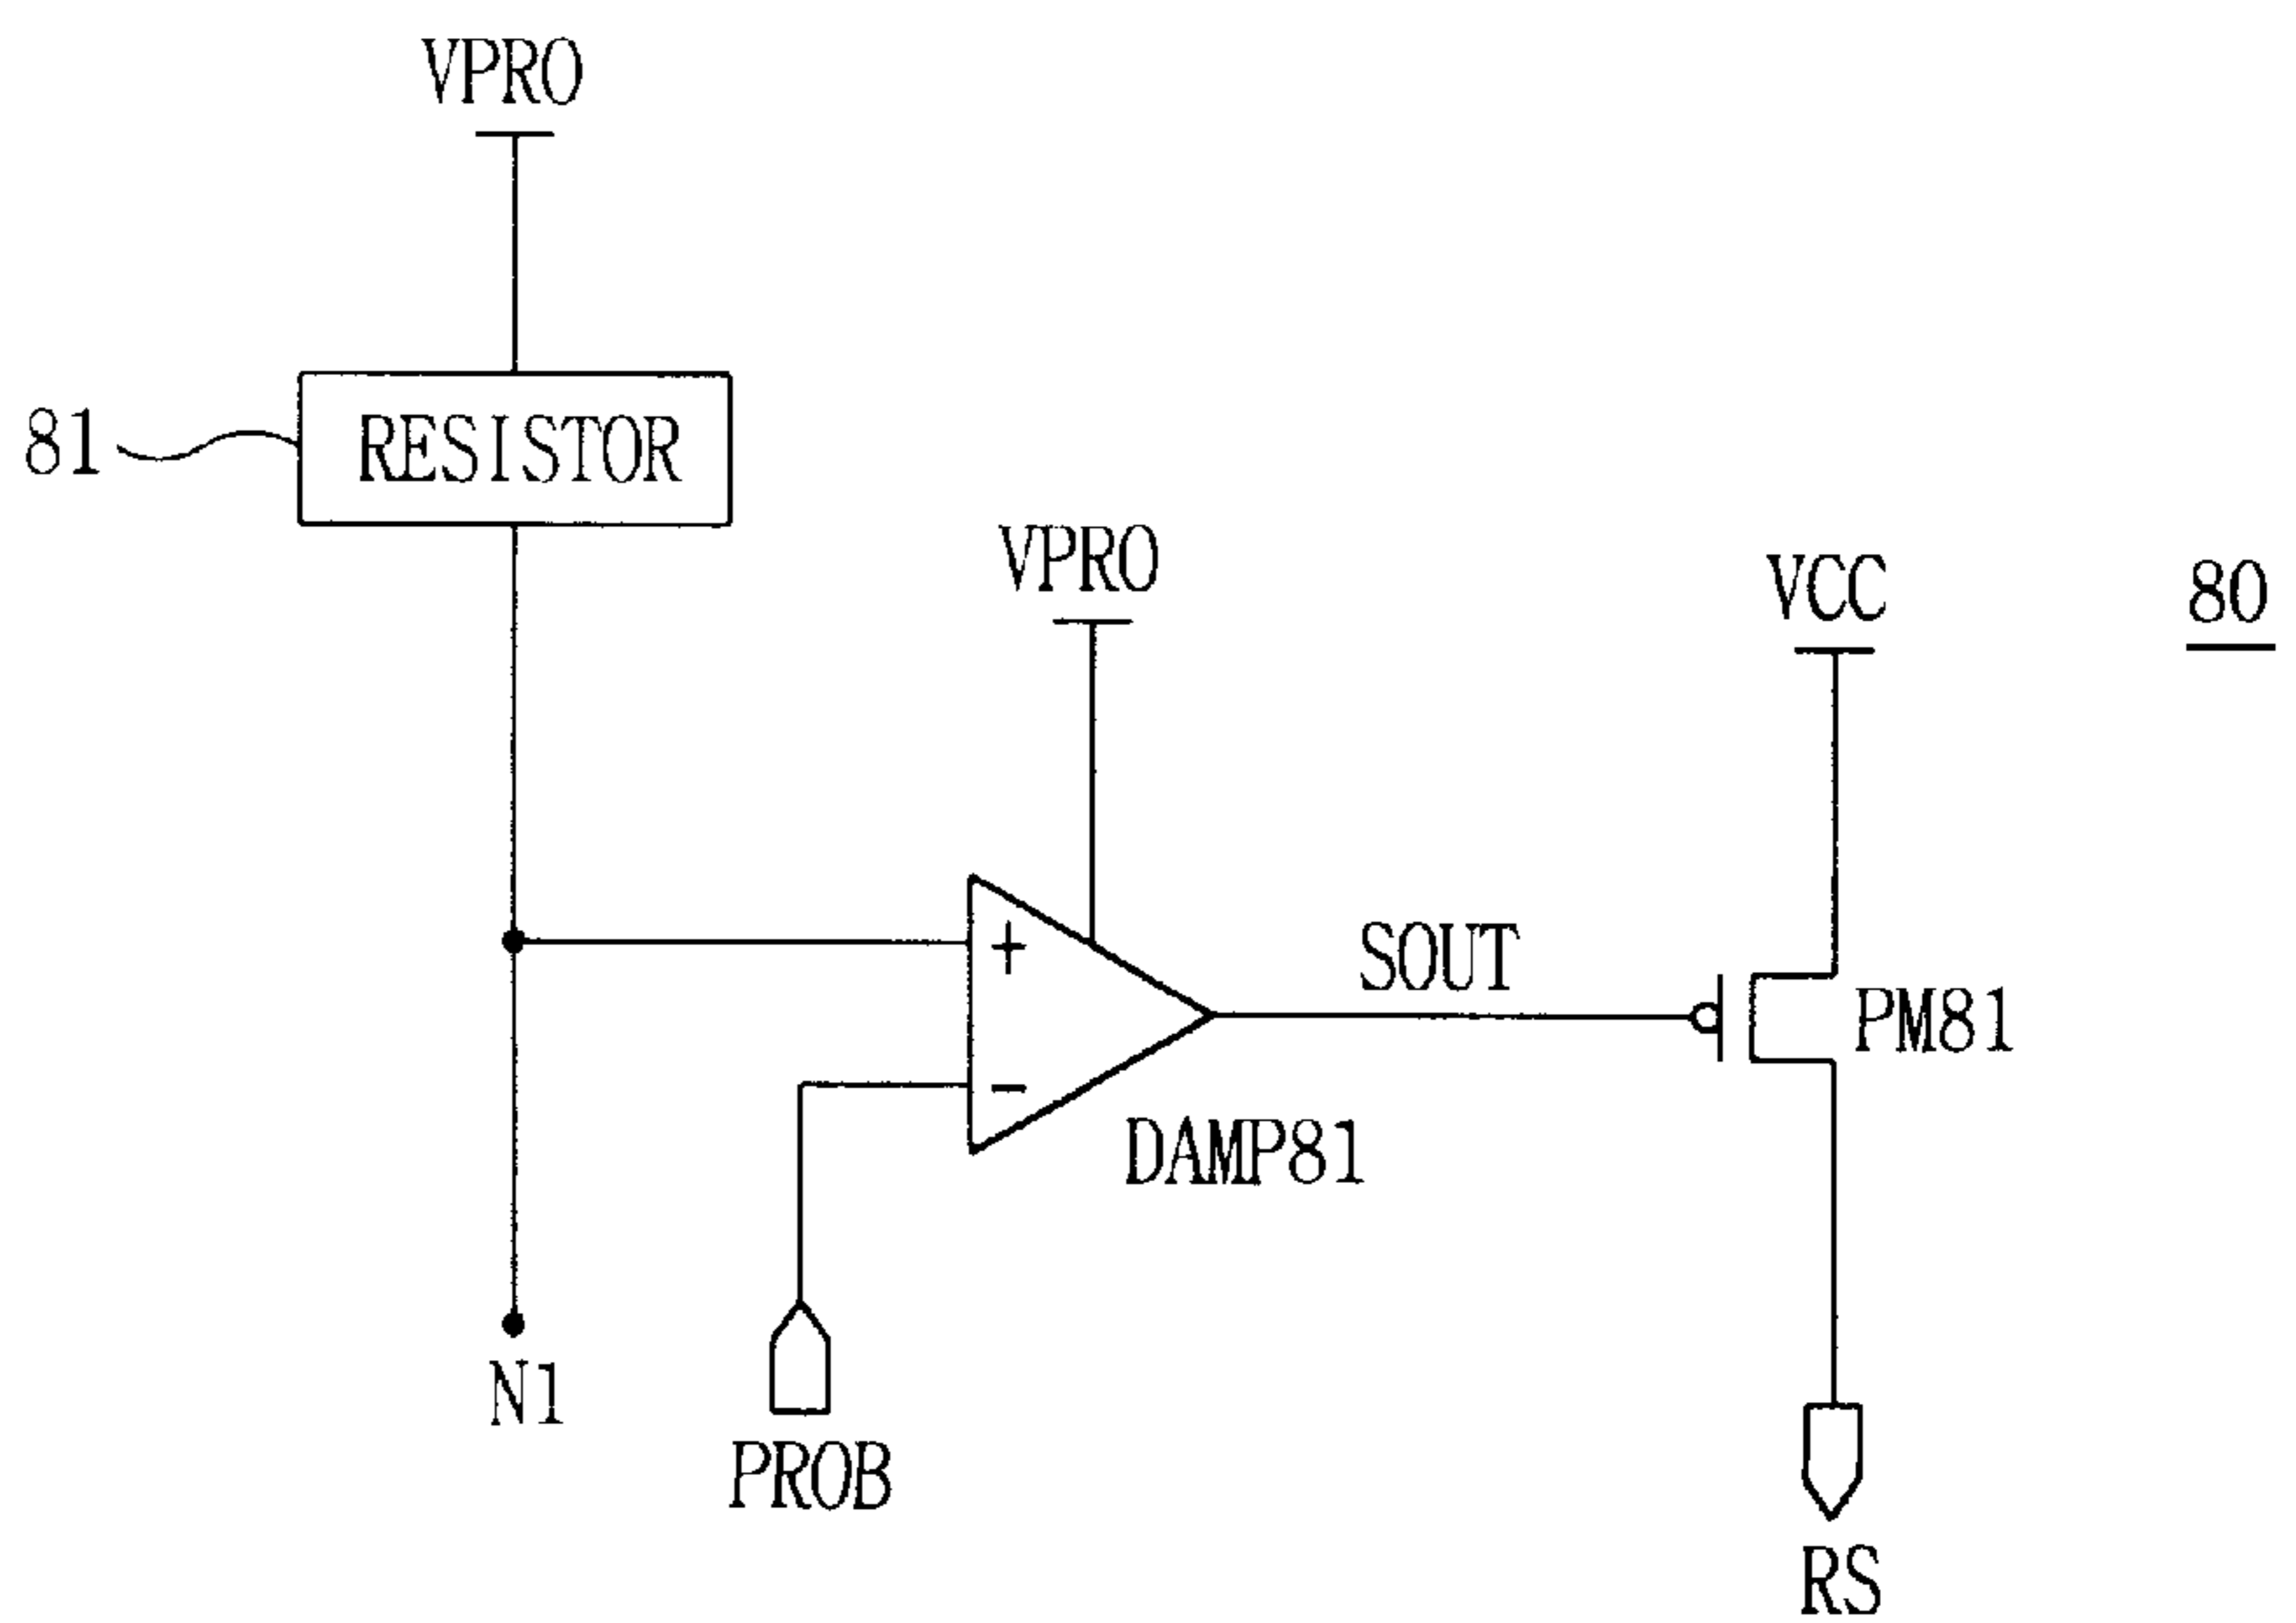 VPRO
81
RESISTOR
VPRO
VCC
80
+
SOUT
PM81
−
DAMP81
N1
PROB
RS